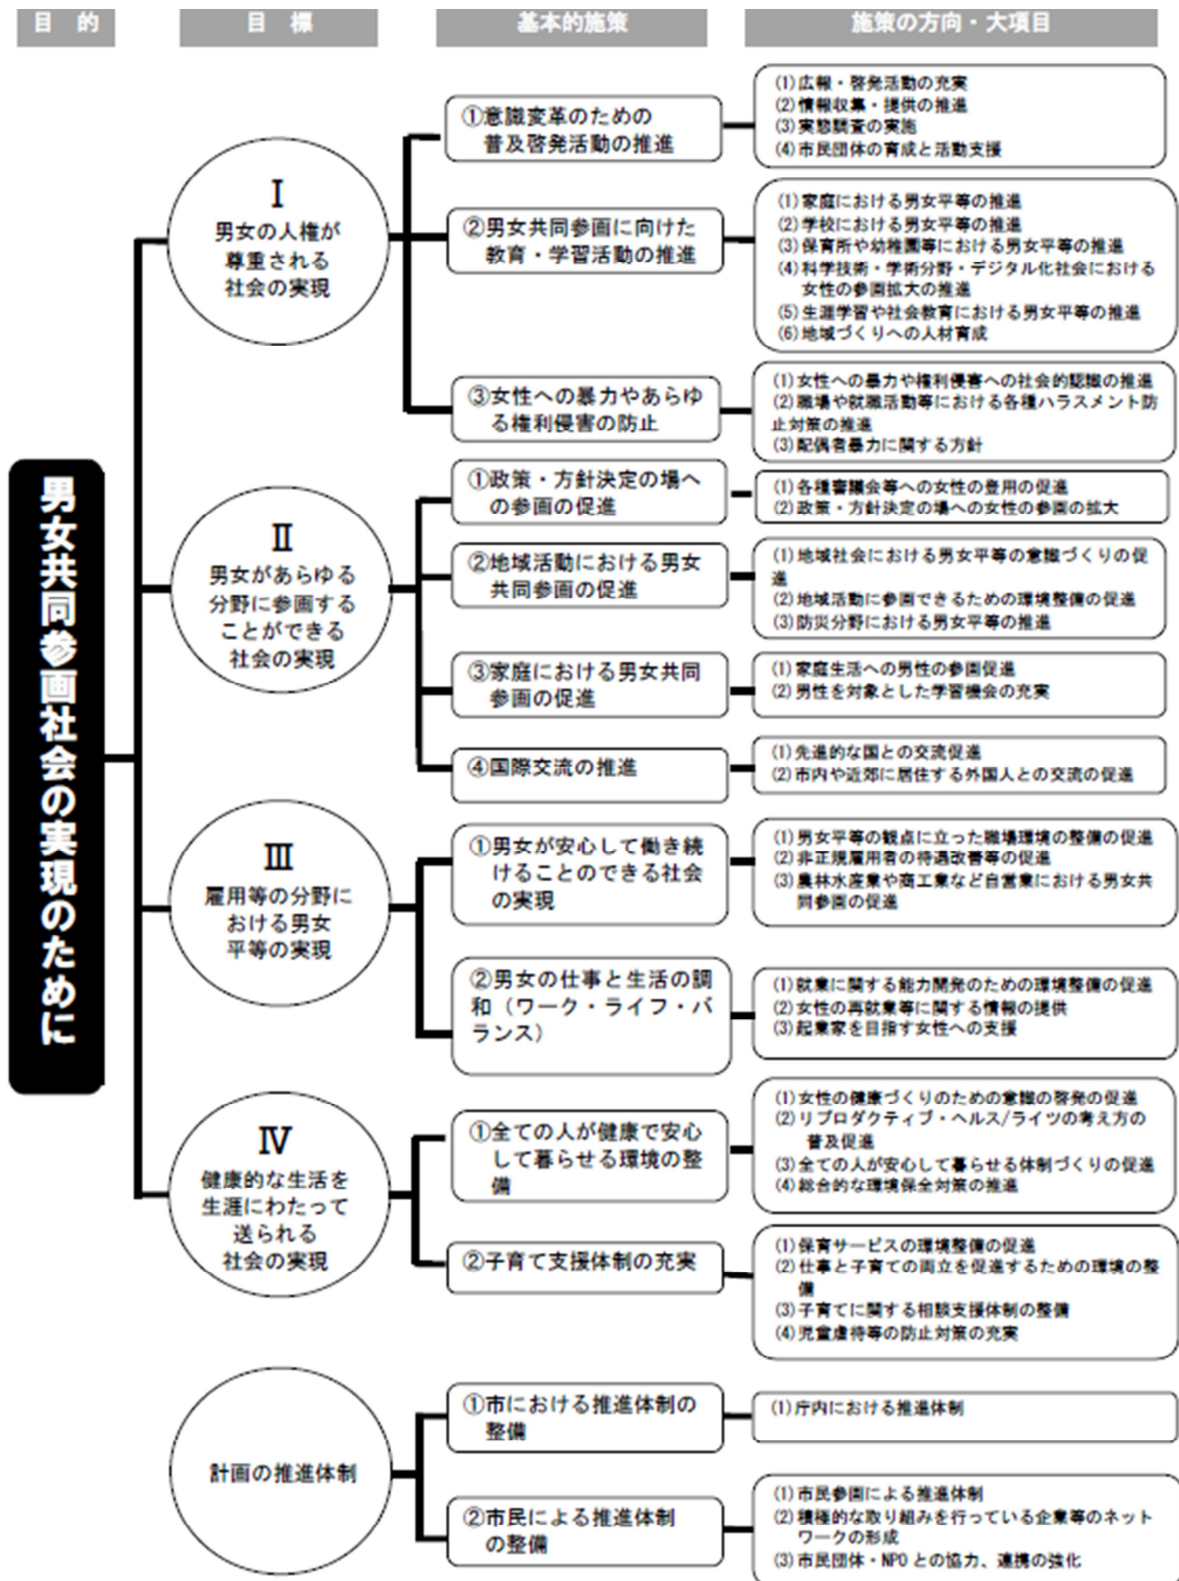 目　的
目　標
基本的施策
施策の方向・大項目
男女共同参画社会の実現のために
Ⅰ
男女の人権が
尊重される
社会の実現
①意識変革のための
普及啓発活動の推進
(1)広報・啓発活動の充実
(2)情報収集・提供の推進
(3)実態調査の実施
(4)市民団体の育成と活動支援
②男女共同参画に向けた
教育・学習活動の推進
(1)家庭における男女平等の推進
(2)学校における男女平等の推進
(3)保育所や幼稚園等における男女平等の推進
(4)科学技術・学術分野・デジタル化社会における
女性の参画拡大の推進
(5)生涯学習や社会教育における男女平等の推進
(6)地域づくりへの人材育成
③女性への暴力やあらゆ
る権利侵害の防止
(1)女性への暴力や権利侵害への社会的認識の推進
(2)職場や就職活動等における各種ハラスメント防
止対策の推進
(3)配偶者暴力に関する方針
Ⅱ
男女があらゆる
分野に参画する
ことができる
社会の実現
①政策・方針決定の場へ
の参画の促進
(1)各種審議会等への女性の登用の促進
(2)政策・方針決定の場への女性の参画の拡大
②地域活動における男女
共同参画の促進
(1)地域社会における男女平等の意識づくりの促
進
(2)地域活動に参画できるための環境整備の促進
(3)防災分野における男女平等の推進
③家庭における男女共同
参画の促進
(1)家庭生活への男性の参画促進
(2)男性を対象とした学習機会の充実
④国際交流の推進
(1)先進的な国との交流促進
(2)市内や近郊に居住する外国人との交流の促進
Ⅲ
雇用等の分野に
おける男女
平等の実現
①男女が安心して働き続
けることのできる社会
の実現
(1)男女平等の観点に立った職場環境の整備の促進
(2)非正規雇用者の待遇改善等の促進
(3)農林水産業や商工業など自営業における男女共
同参画の促進
②男女の仕事と生活の調
和（ワーク・ライフ・バ
ランス）
(1)就業に関する能力開発のための環境整備の促進
(2)女性の再就業等に関する情報の提供
(3)起業家を目指す女性への支援
Ⅳ
健康的な生活を
生涯にわたって
送られる
社会の実現
①全ての人が健康で安心
して暮らせる環境の整
備
(1)女性の健康づくりのための意識の啓発の促進
(2)リプロダクティブ・ヘルス/ライツの考え方の
普及促進
(3)全ての人が安心して暮らせる体制づくりの促進
(4)総合的な環境保全対策の推進
②子育て支援体制の充実
(1)保育サービスの環境整備の促進
(2)仕事と子育ての両立を促進するための環境の整
備
(3)子育てに関する相談支援体制の整備
(4)児童虐待等の防止対策の充実
計画の推進体制
①市における推進体制の
整備
(1)庁内における推進体制
②市民による推進体制
の整備
(1)市民参画による推進体制
(2)積極的な取り組みを行っている企業等のネット
ワークの形成
(3)市民団体・NPOとの協力、連携の強化